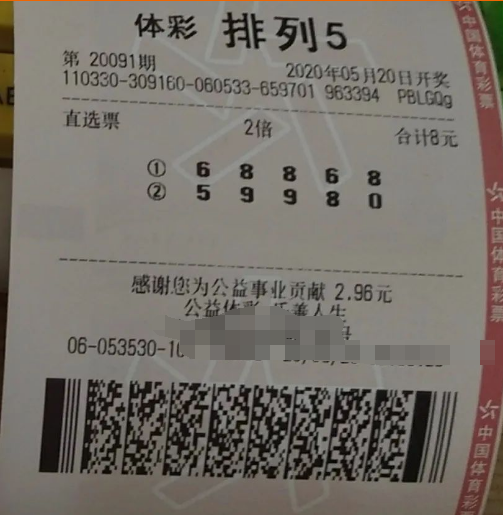 体彩 排列5
第 20091期 2020年05月20日开奖
110330-309160-060533-659701 963394 PBLGQg
直选票 2倍 合计8元
① 6 8 8 6 8
② 5 9 9 8 0
感谢您为公益事业贡献 2.96元
公益体彩 乐善人生
06-053530-10
中国体育彩票
中国体育彩票
中国体育彩票